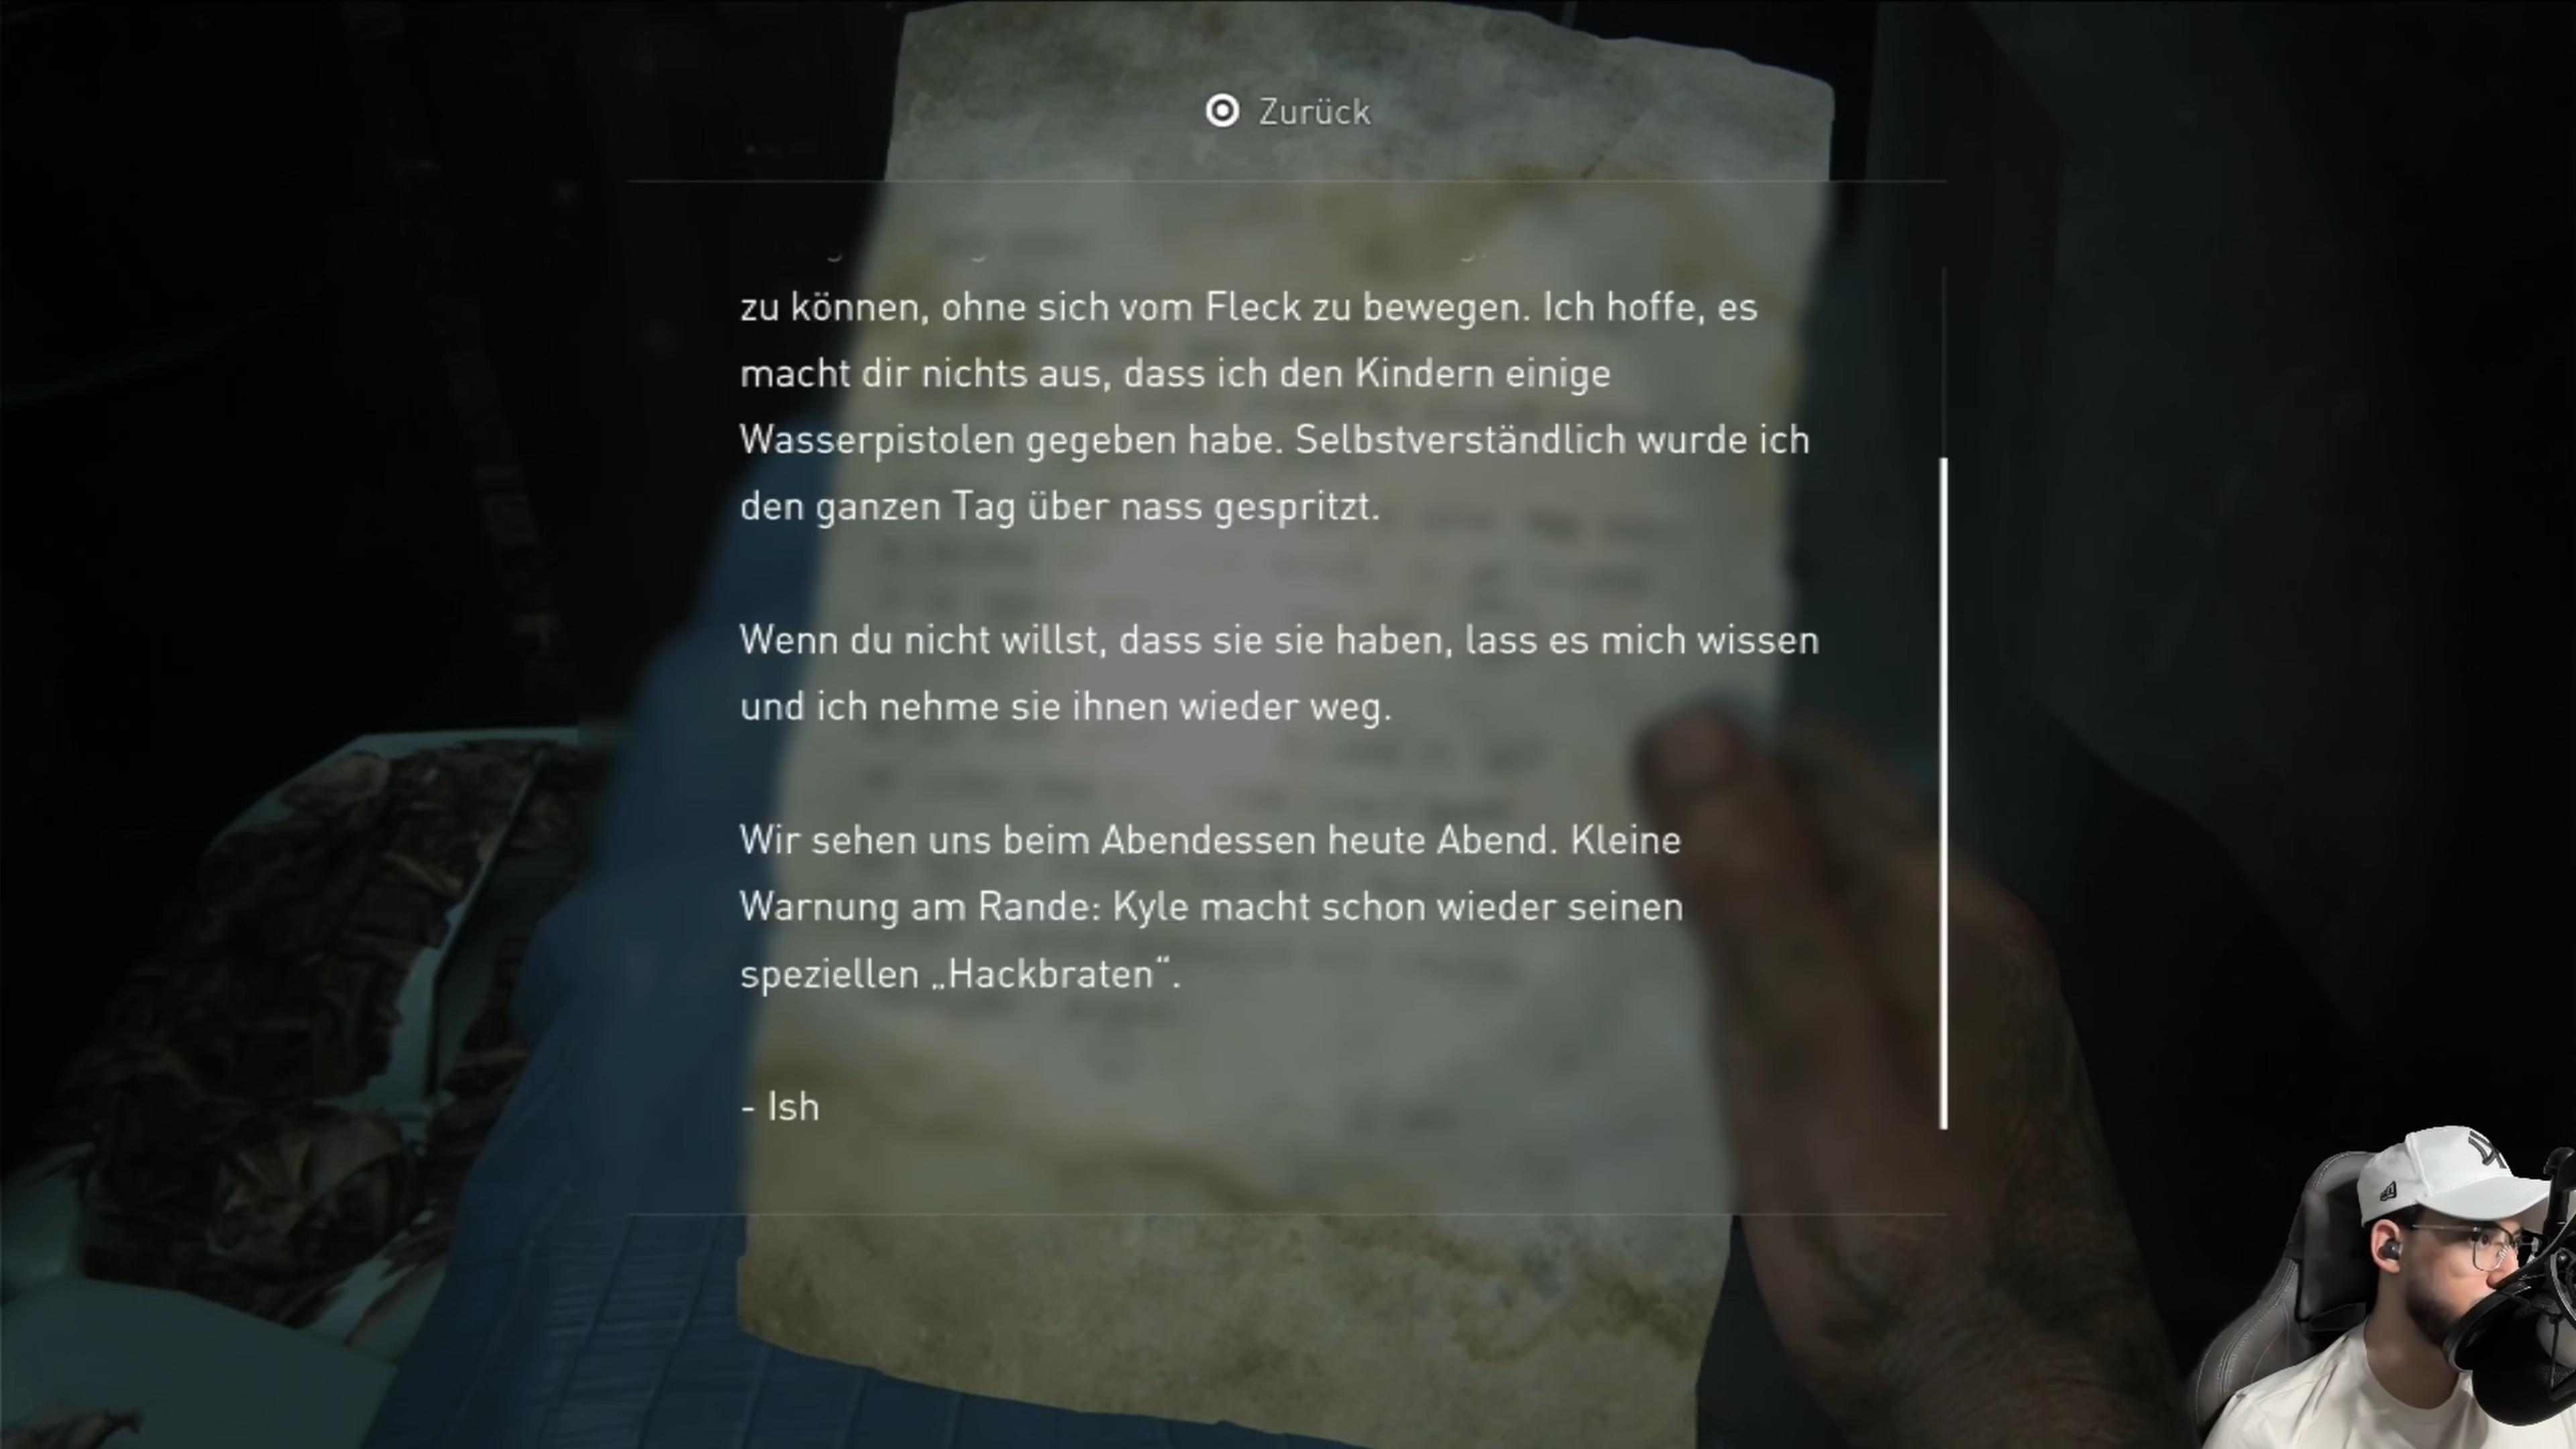 Zurück
zu können, ohne sich vom Fleck zu bewegen. Ich hoffe, es
macht dir nichts aus, dass ich den Kindern einige
Wasserpistolen gegeben habe. Selbstverständlich wurde ich
den ganzen Tag über nass gespritzt.
Wenn du nicht willst, dass sie sie haben, lass es mich wissen
und ich nehme sie ihnen wieder weg.
Wir sehen uns beim Abendessen heute Abend. Kleine
Warnung am Rande: Kyle macht schon wieder seinen
speziellen „Hackbraten“.
- Ish